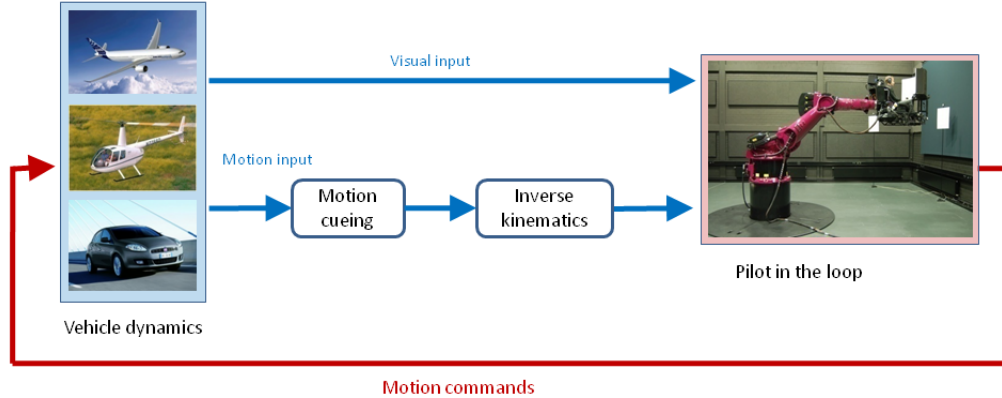 Visual input
Motion input
Motion
cueing
Inverse
kinematics
Pilot in the loop
Vehicle dynamics
Motion commands